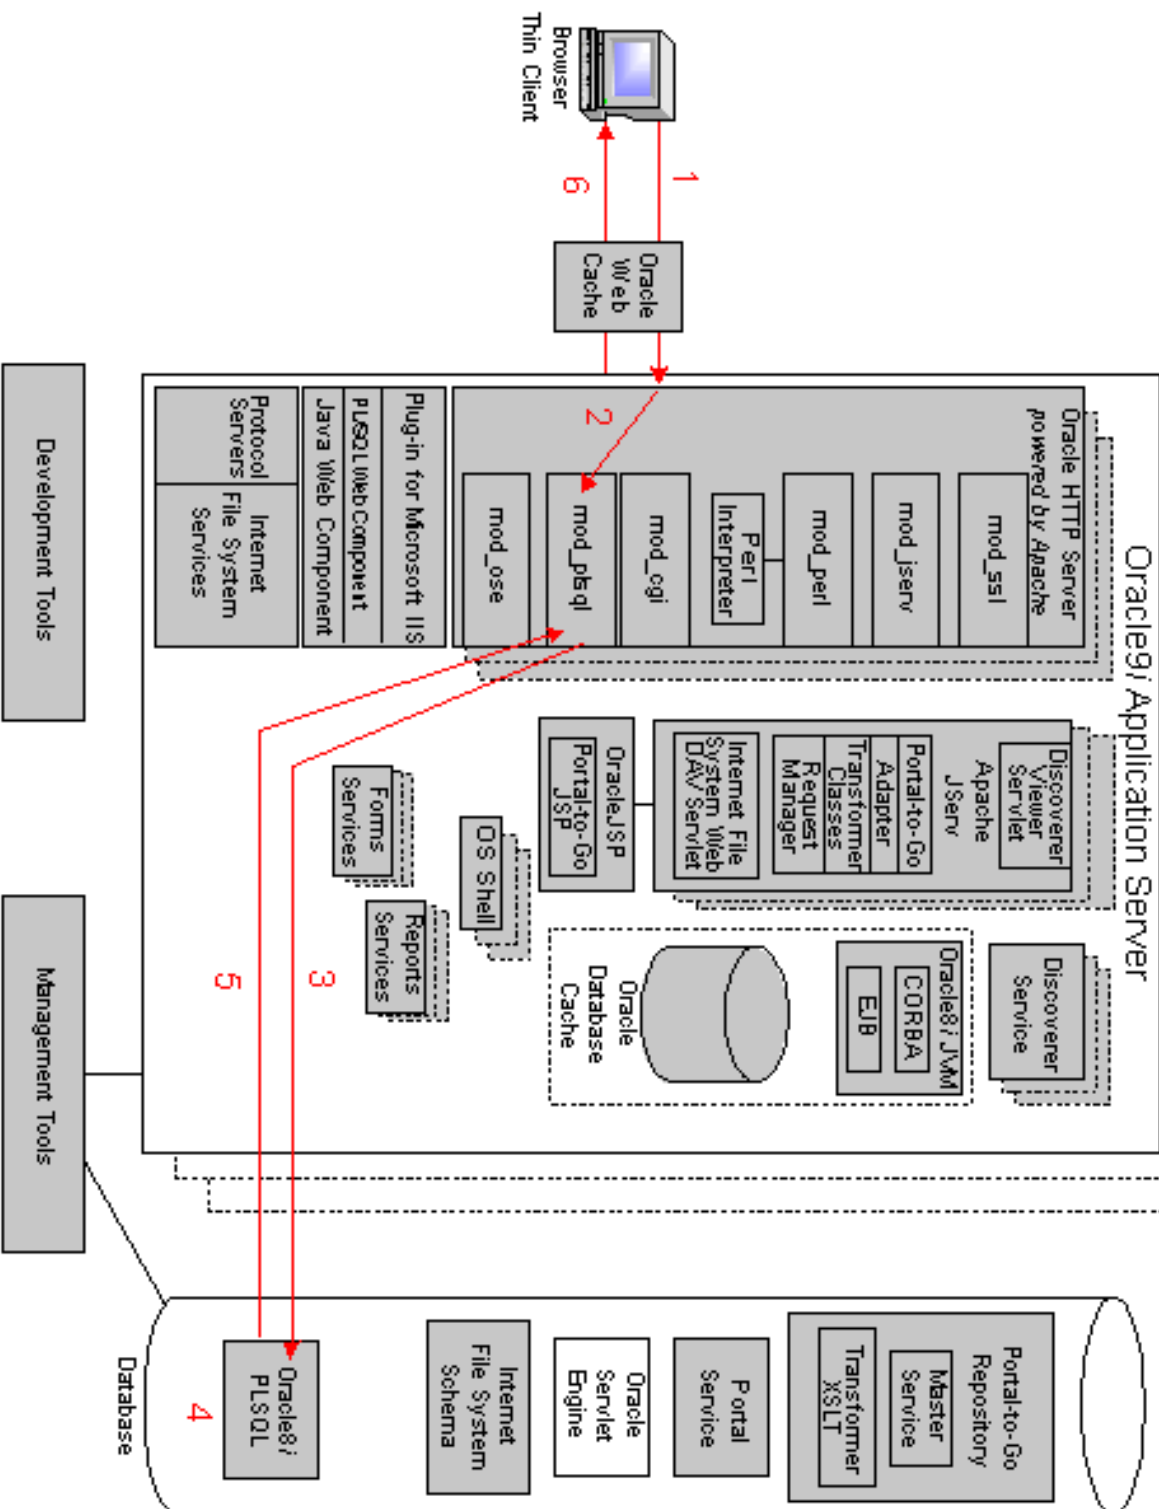 Oracle9i Application Server
Browser
Thin Client
1
6
Oracle
Web
Cache
Oracle HTTP Server
powered by Apache
mod_ssl
mod_jserv
mod_perl
Perl
Interpreter
mod_cgi
2
mod_plsql
mod_ose
Plug-in for Microsoft IIS
PL/SQL Web Component
Java Web Component
Protocol
Servers
Internet
File System
Services
Discoverer
Viewer
Servlet
Apache
JServ
Portal-to-Go
Adapter
Transformer
Classes
Request
Manager
Internet File
System Web
DAV Servlet
OracleJSP
Portal-to-Go
JSP
OS Shell
Forms
Services
Reports
Services
Discoverer
Service
Oracle8i JVM
CORBA
EJB
Oracle
Database
Cache
3
5
Portal-to-Go
Repository
Master
Service
Transformer
XSLT
Portal
Service
Oracle
Servlet
Engine
Internet
File System
Schema
Oracle8i
PLSQL
4
Database
Development Tools
Management Tools